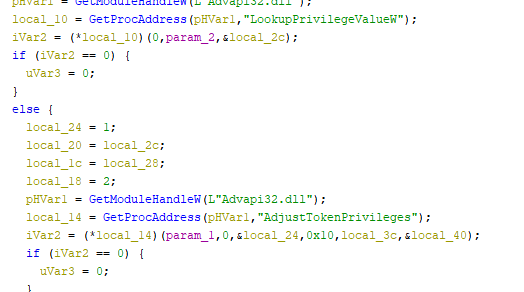 pHVar1 = GetModuleHandleW(L"Advapi32.dll");
local_10 = GetProcAddress(pHVar1,"LookupPrivilegeValueW");
iVar2 = (*local_10)(0,param_2,&local_2c);
if (iVar2 == 0) {
uVar3 = 0;
}
else {
local_24 = 1;
local_20 = local_2c;
local_1c = local_28;
local_18 = 2;
pHVar1 = GetModuleHandleW(L"Advapi32.dll");
local_14 = GetProcAddress(pHVar1,"AdjustTokenPrivileges");
iVar2 = (*local_14)(param_1,0,&local_24,0x10,local_3c,&local_40);
if (iVar2 == 0) {
uVar3 = 0;
}